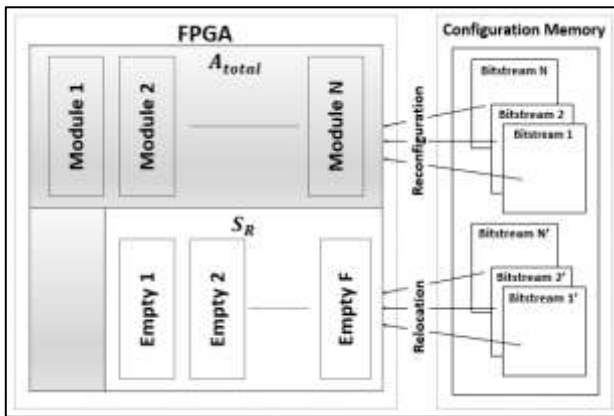 FPGA
A_total
Module 1
Module 2
Module N
S_R
Empty 1
Empty 2
Empty F
Reconfiguration
Relocation
Configuration Memory
Bitstream N
Bitstream 2
Bitstream 1
Bitstream N'
Bitstream 2'
Bitstream 1'